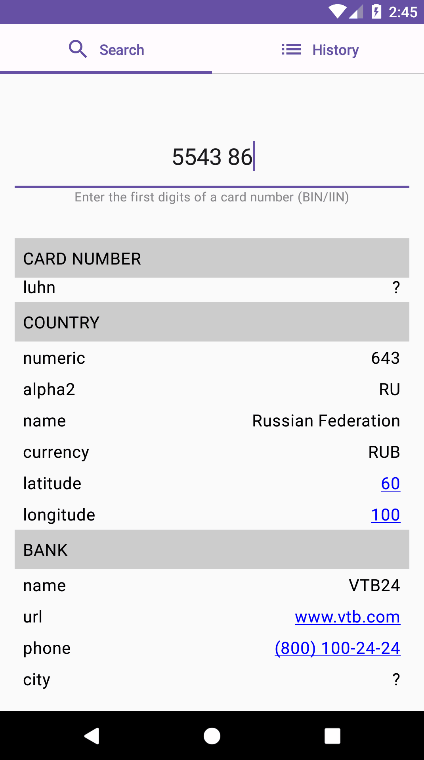 2:45
Search History
5543 86
Enter the first digits of a card number (BIN/IIN)
CARD NUMBER
luhn ?
COUNTRY
numeric 643
alpha2 RU
name Russian Federation
currency RUB
latitude 60
longitude 100
BANK
name VTB24
url www.vtb.com
phone (800) 100-24-24
city ?